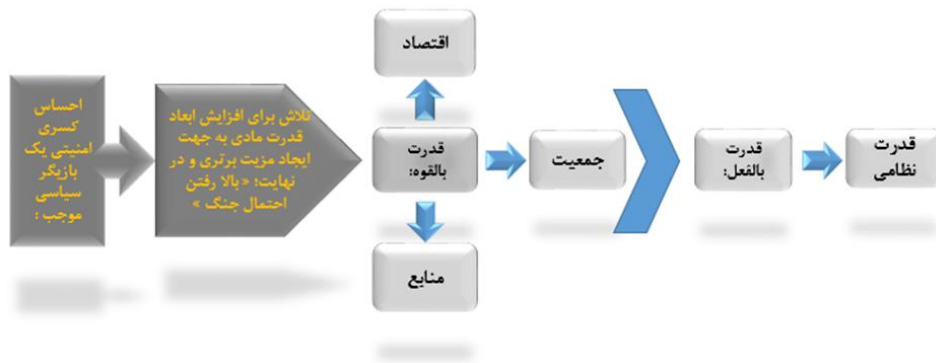 احساس
کسری
امنیتی یک
بازیگر
سیاسی
موجب :
تلاش برای افزایش ابعاد
قدرت مادی به جهت
ایجاد مزیت برتری و در
نهایت: « بالا رفتن
احتمال جنگ »
اقتصاد
قدرت
بالقوه:
جمعیت
منابع
قدرت
بالفعل:
قدرت
نظامی